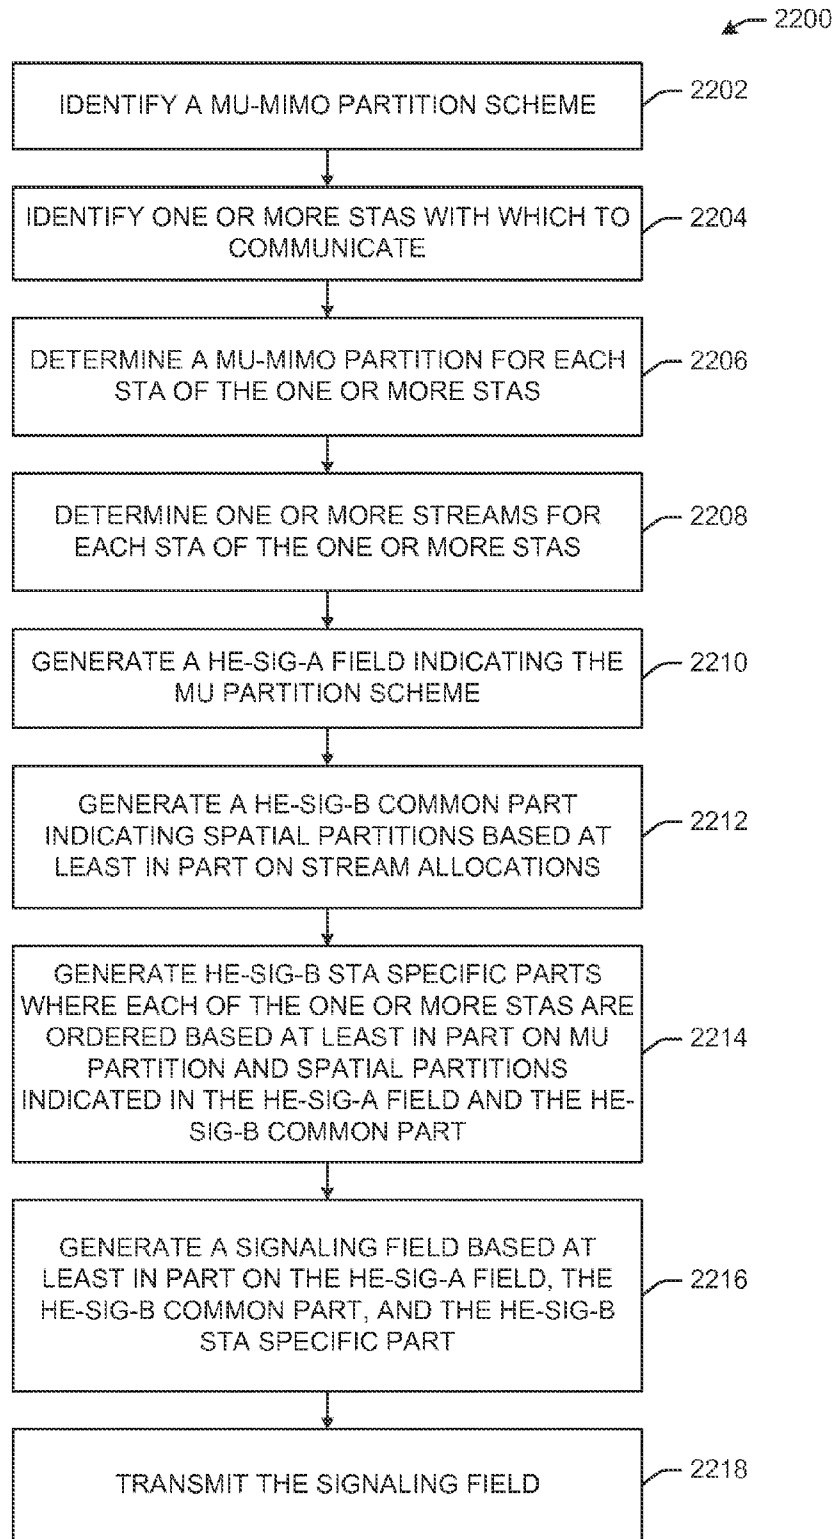 2200
IDENTIFY A MU-MIMO PARTITION SCHEME
2202
IDENTIFY ONE OR MORE STAS WITH WHICH TO
COMMUNICATE
2204
DETERMINE A MU-MIMO PARTITION FOR EACH
STA OF THE ONE OR MORE STAS
2206
DETERMINE ONE OR MORE STREAMS FOR
EACH STA OF THE ONE OR MORE STAS
2208
GENERATE A HE-SIG-A FIELD INDICATING THE
MU PARTITION SCHEME
2210
GENERATE A HE-SIG-B COMMON PART
INDICATING SPATIAL PARTITIONS BASED AT
LEAST IN PART ON STREAM ALLOCATIONS
2212
GENERATE HE-SIG-B STA SPECIFIC PARTS
WHERE EACH OF THE ONE OR MORE STAS ARE
ORDERED BASED AT LEAST IN PART ON MU
PARTITION AND SPATIAL PARTITIONS
INDICATED IN THE HE-SIG-A FIELD AND THE HE-
SIG-B COMMON PART
2214
GENERATE A SIGNALING FIELD BASED AT
LEAST IN PART ON THE HE-SIG-A FIELD, THE
HE-SIG-B COMMON PART, AND THE HE-SIG-B
STA SPECIFIC PART
2216
TRANSMIT THE SIGNALING FIELD
2218